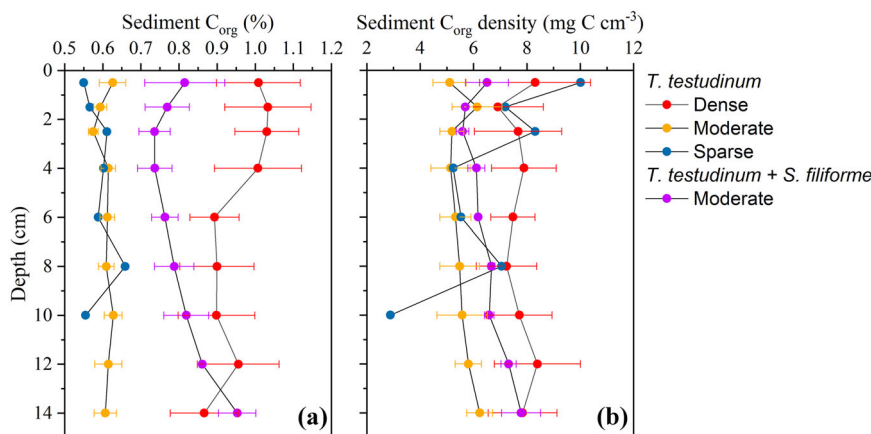 Sediment C_org (%)
0.5 0.6 0.7 0.8 0.9 1.0 1.1 1.2
Sediment C_org density (mg C cm⁻³)
2 4 6 8 10 12
Depth (cm)
0
2
4
6
8
10
12
14
(a)
(b)
T. testudinum
Dense
Moderate
Sparse
T. testudinum + S. filiforme
Moderate